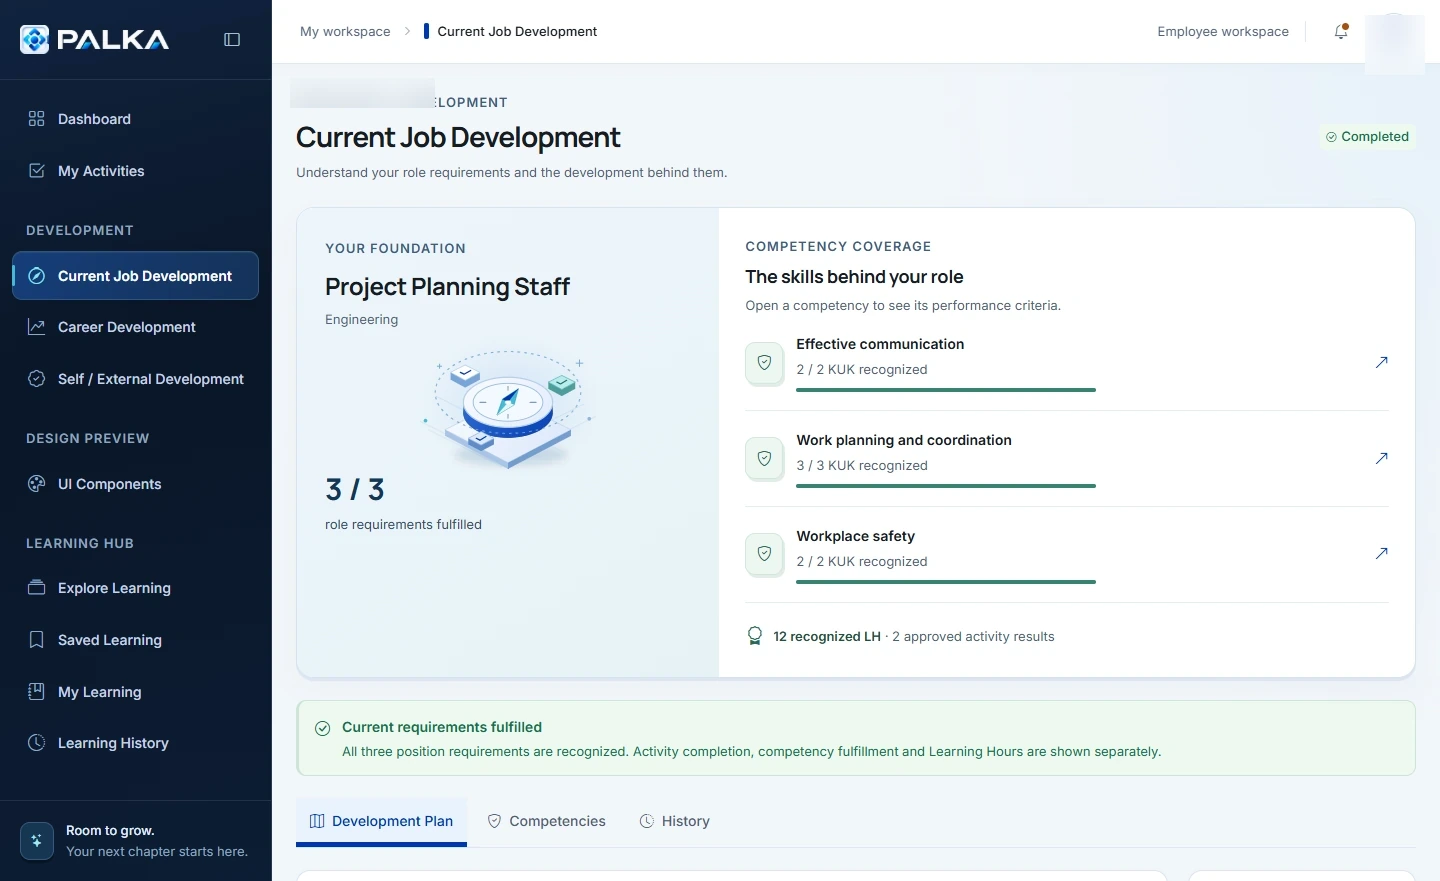 PALKA
My workspace
Current Job Development
Employee workspace
Dashboard
My Activities
DEVELOPMENT
Current Job Development
Career Development
Self / External Development
DESIGN PREVIEW
UI Components
LEARNING HUB
Explore Learning
Saved Learning
My Learning
Learning History
Room to grow.
Your next chapter starts here.
Current Job Development
Completed
Understand your role requirements and the development behind them.
YOUR FOUNDATION
Project Planning Staff
Engineering
3 / 3
role requirements fulfilled
COMPETENCY COVERAGE
The skills behind your role
Open a competency to see its performance criteria.
Effective communication
2 / 2 KUK recognized
Work planning and coordination
3 / 3 KUK recognized
Workplace safety
2 / 2 KUK recognized
12 recognized LH · 2 approved activity results
Current requirements fulfilled
All three position requirements are recognized. Activity completion, competency fulfillment and Learning Hours are shown separately.
Development Plan
Competencies
History